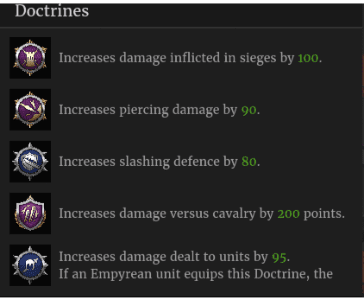 Doctrines
Increases damage inflicted in sieges by 100.
Increases piercing damage by 90.
Increases slashing defence by 80.
Increases damage versus cavalry by 200 points.
Increases damage dealt to units by 95.
If an Empyrean unit equips this Doctrine, the